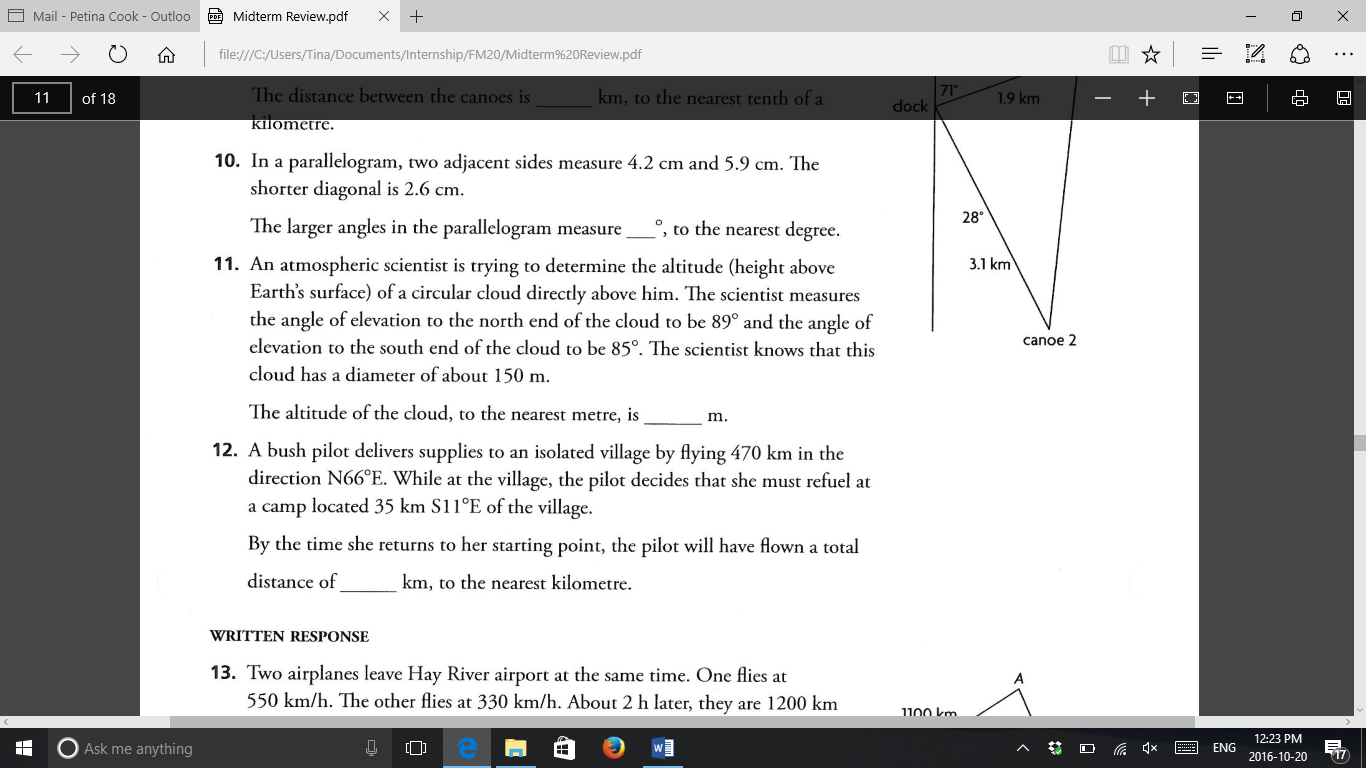 Mail - Petina Cook - Outloo
PDF
Midterm Review.pdf
file:///C:/Users/Tina/Documents/Internship/FM20/Midterm%20Review.pdf
11 of 18
The distance between the canoes is ______ km, to the nearest tenth of a
kilometre.
dock
71°
1.9 km
28°
3.1 km
canoe 2
10. In a parallelogram, two adjacent sides measure 4.2 cm and 5.9 cm. The
shorter diagonal is 2.6 cm.
The larger angles in the parallelogram measure ___°, to the nearest degree.
11. An atmospheric scientist is trying to determine the altitude (height above
Earth's surface) of a circular cloud directly above him. The scientist measures
the angle of elevation to the north end of the cloud to be 89° and the angle of
elevation to the south end of the cloud to be 85°. The scientist knows that this
cloud has a diameter of about 150 m.
The altitude of the cloud, to the nearest metre, is ______ m.
12. A bush pilot delivers supplies to an isolated village by flying 470 km in the
direction N66°E. While at the village, the pilot decides that she must refuel at
a camp located 35 km S11°E of the village.
By the time she returns to her starting point, the pilot will have flown a total
distance of ______ km, to the nearest kilometre.
WRITTEN RESPONSE
13. Two airplanes leave Hay River airport at the same time. One flies at
550 km/h. The other flies at 330 km/h. About 2 h later, they are 1200 km
A
1100 km
Ask me anything
ENG
12:23 PM
2016-10-20
17